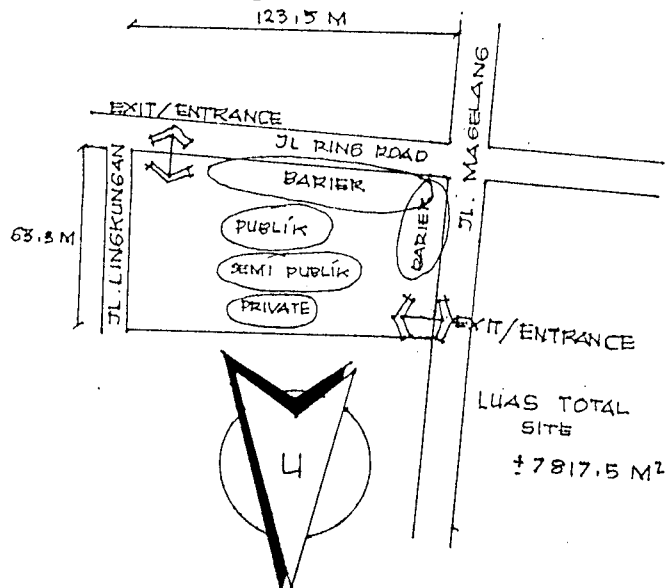 123,5 M
EXIT/ENTRANCE
JL RING ROAD
JL. MAGELANG
BARIER
BARIER
63,3 M
JL. LINGKUNGAN
PUBLIK
SEMI PUBLIK
PRIVATE
EXIT/ENTRANCE
LUAS TOTAL
SITE
± 7817,5 M²
U